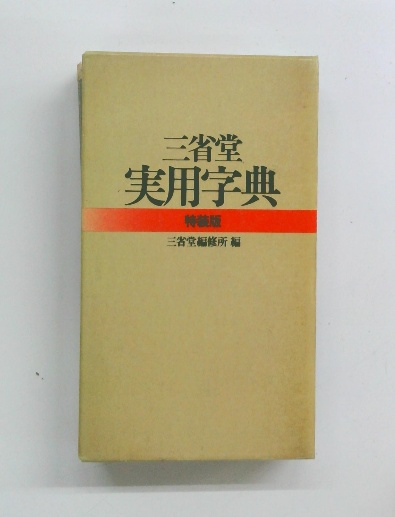 三省堂
実用字典
特装版
三省堂編修所 編